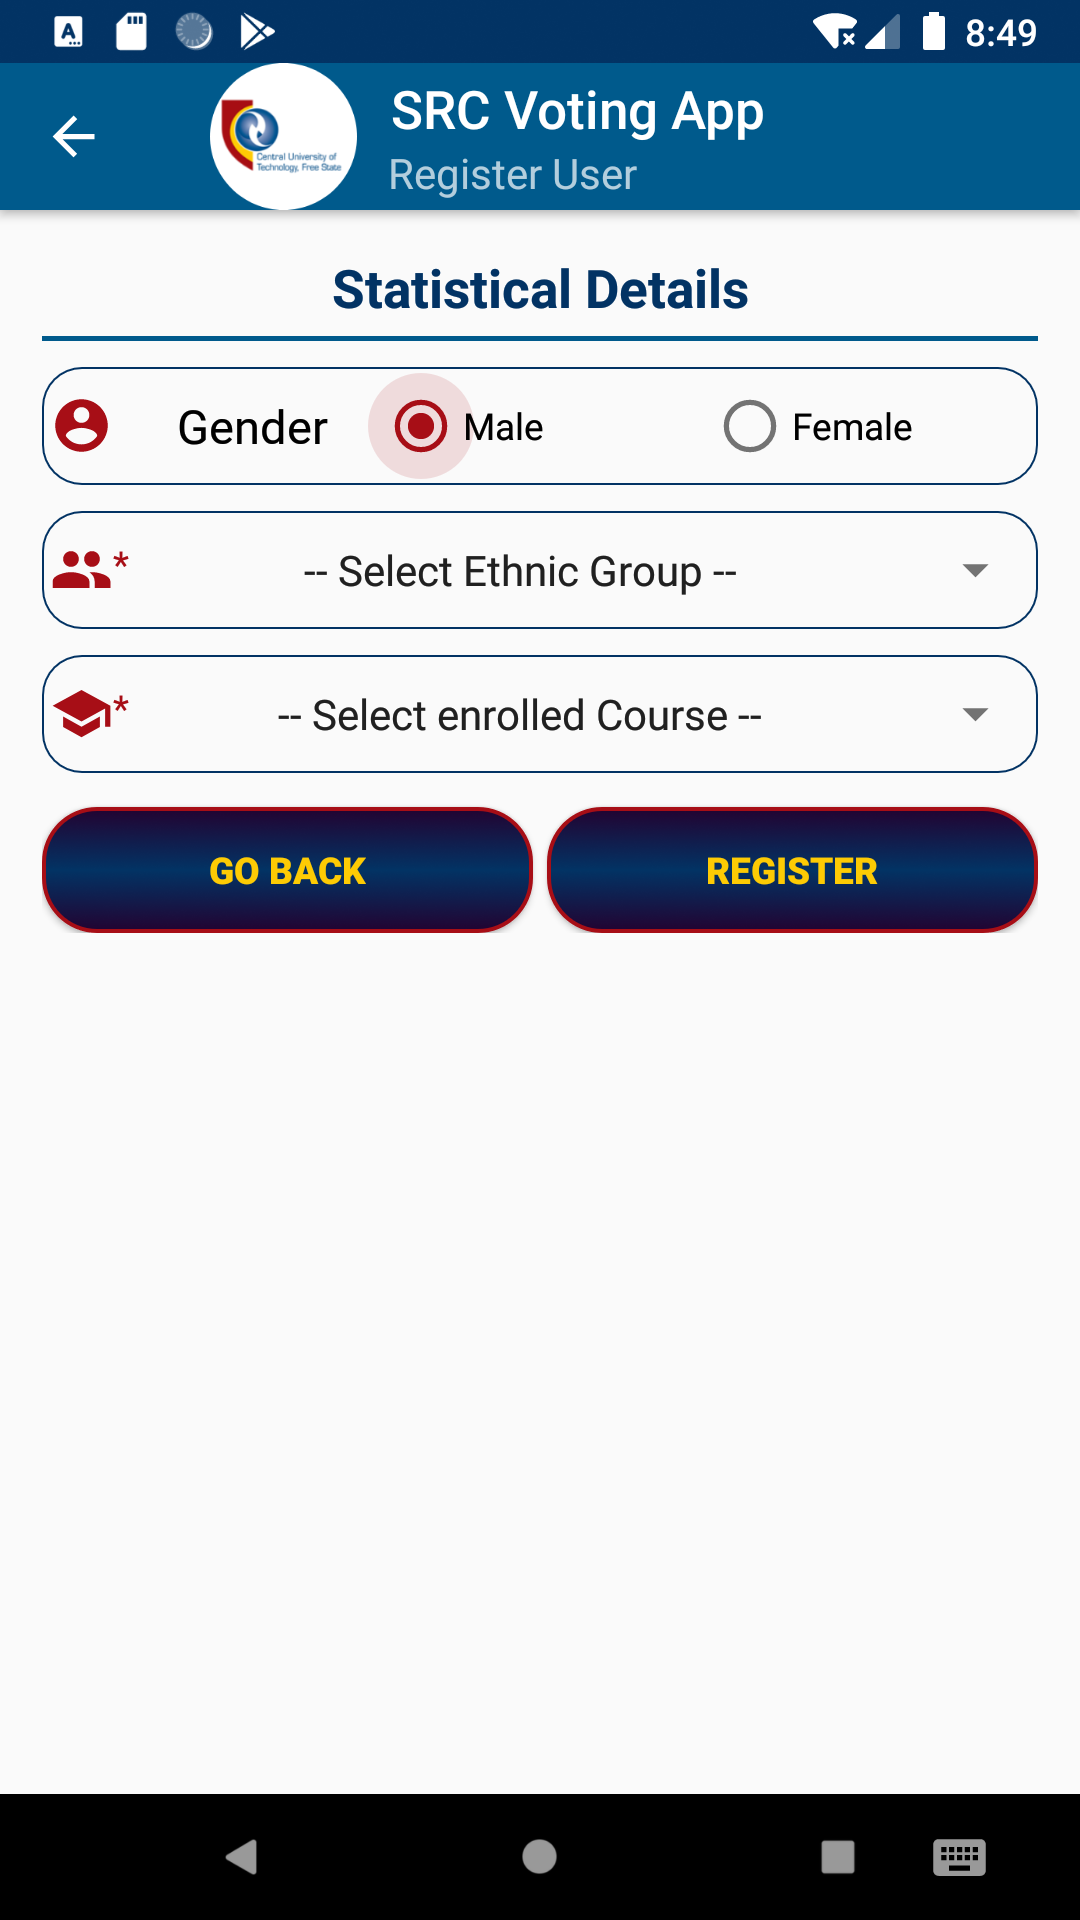 8:49
SRC Voting App
Central University of
Technology, Free State
Register User
Statistical Details
Gender
Male
Female
* -- Select Ethnic Group --
* -- Select enrolled Course --
GO BACK
REGISTER